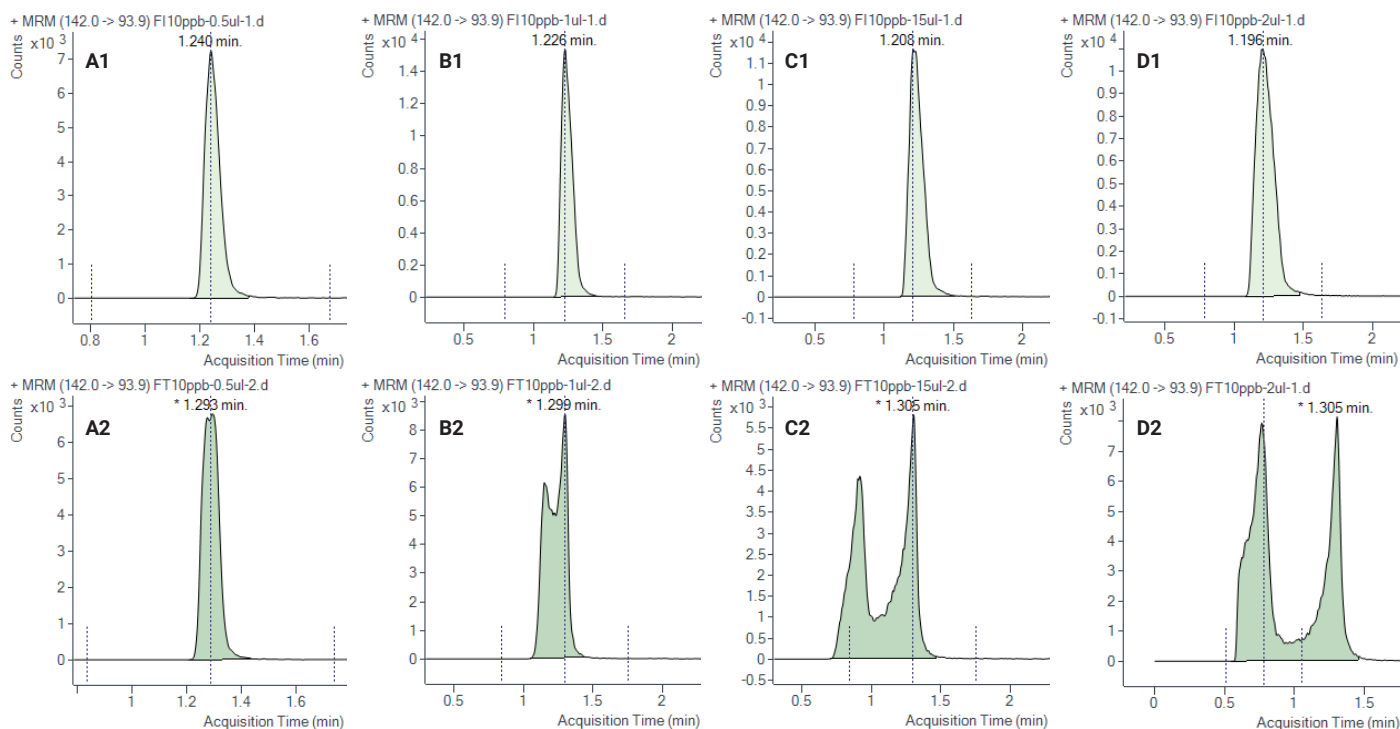 + MRM (142.0 -> 93.9) FI10ppb-0.5ul-1.d
x10 3
1.240 min.
Counts
A1
7
6
5
4
3
2
1
0
0.8 1 1.2 1.4 1.6
Acquisition Time (min)
+ MRM (142.0 -> 93.9) FI10ppb-1ul-1.d
x10 4
1.226 min.
Counts
B1
1.4
1.2
1
0.8
0.6
0.4
0.2
0
0.5 1 1.5 2
Acquisition Time (min)
+ MRM (142.0 -> 93.9) FI10ppb-15ul-1.d
x10 4
1.208 min.
Counts
C1
1.1
1
0.9
0.8
0.7
0.6
0.5
0.4
0.3
0.2
0.1
0
-0.1
0.5 1 1.5 2
Acquisition Time (min)
+ MRM (142.0 -> 93.9) FI10ppb-2ul-1.d
x10 4
1.196 min.
Counts
D1
1
0.9
0.8
0.7
0.6
0.5
0.4
0.3
0.2
0.1
0
-0.1
0.5 1 1.5 2
Acquisition Time (min)
+ MRM (142.0 -> 93.9) FT10ppb-0.5ul-2.d
x10 3
* 1.293 min.
Counts
A2
6
5
4
3
2
1
0
1 1.2 1.4 1.6
Acquisition Time (min)
+ MRM (142.0 -> 93.9) FT10ppb-1ul-2.d
x10 3
* 1.299 min.
Counts
B2
8
7
6
5
4
3
2
1
0
0.5 1 1.5 2
Acquisition Time (min)
+ MRM (142.0 -> 93.9) FT10ppb-15ul-2.d
x10 3
* 1.305 min.
Counts
C2
5.5
5
4.5
4
3.5
3
2.5
2
1.5
1
0.5
0
-0.5
0.5 1 1.5 2
Acquisition Time (min)
+ MRM (142.0 -> 93.9) FT10ppb-2ul-1.d
x10 3
* 1.305 min.
Counts
D2
7
6
5
4
3
2
1
0
0 0.5 1 1.5
Acquisition Time (min)